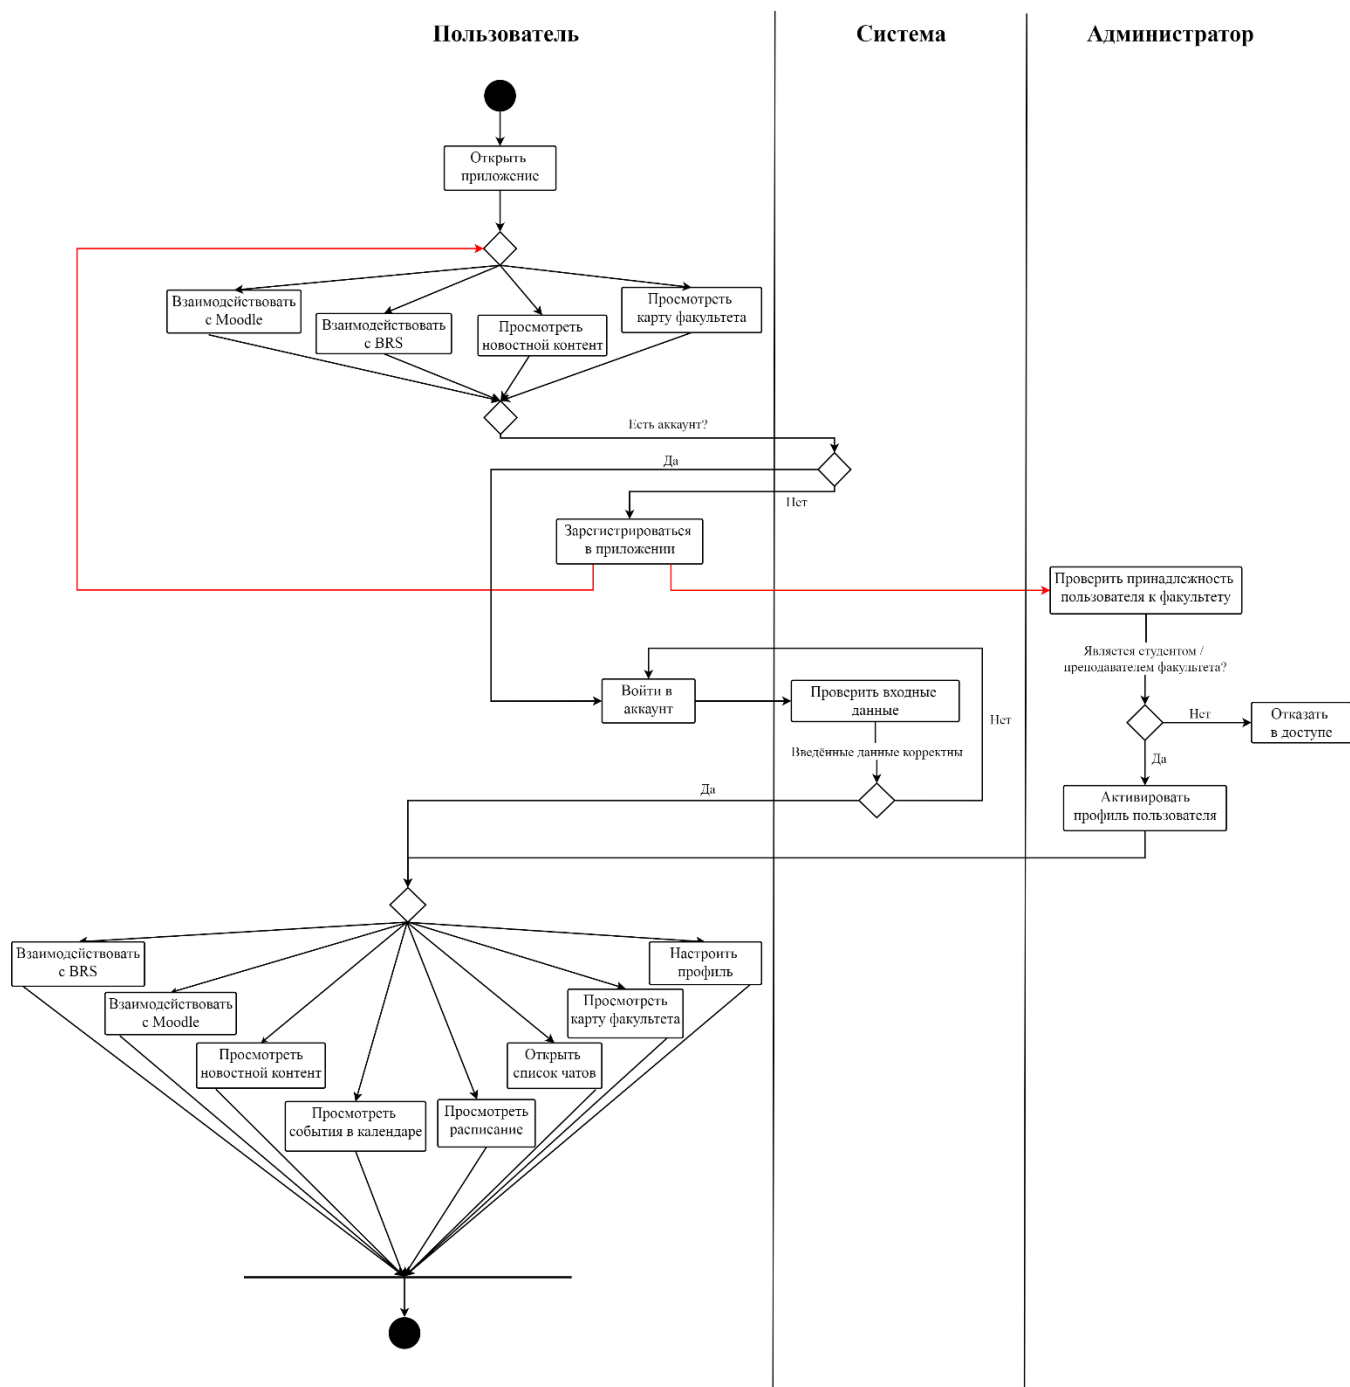 Пользователь
Система
Администратор
Открыть
приложение
Взаимодействовать
с Moodle
Взаимодействовать
с BRS
Просмотреть
новостной контент
Просмотреть
карту факультета
Есть аккаунт?
Да
Нет
Зарегистрироваться
в приложении
Проверить принадлежность
пользователя к факультету
Является студентом /
преподавателем факультета?
Войти в
аккаунт
Проверить входные
данные
Нет
Нет
Отказать
в доступе
Введённые данные корректны
Да
Да
Активировать
профиль пользователя
Взаимодействовать
с BRS
Взаимодействовать
с Moodle
Просмотреть
новостной контент
Просмотреть
события в календаре
Просмотреть
расписание
Открыть
список чатов
Просмотреть
карту факультета
Настроить
профиль